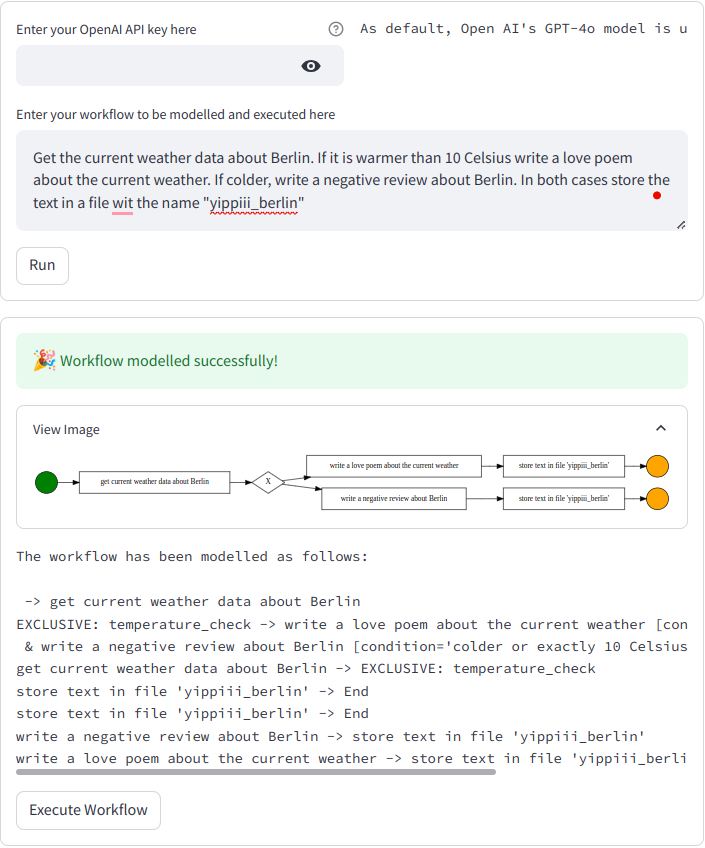 Enter your OpenAI API key here
As default, Open AI's GPT-4o model is u
Enter your workflow to be modelled and executed here
Get the current weather data about Berlin. If it is warmer than 10 Celsius write a love poem
about the current weather. If colder, write a negative review about Berlin. In both cases store the
text in a file wit the name "yippiii_berlin"
Run
🎉 Workflow modelled successfully!
View Image
get current weather data about Berlin
X
write a love poem about the current weather
store text in file 'yippiii_berlin'
write a negative review about Berlin
store text in file 'yippiii_berlin'
The workflow has been modelled as follows:
-> get current weather data about Berlin
EXCLUSIVE: temperature_check -> write a love poem about the current weather [con
& write a negative review about Berlin [condition='colder or exactly 10 Celsius
get current weather data about Berlin -> EXCLUSIVE: temperature_check
store text in file 'yippiii_berlin' -> End
store text in file 'yippiii_berlin' -> End
write a negative review about Berlin -> store text in file 'yippiii_berlin'
write a love poem about the current weather -> store text in file 'yippiii_berli
Execute Workflow